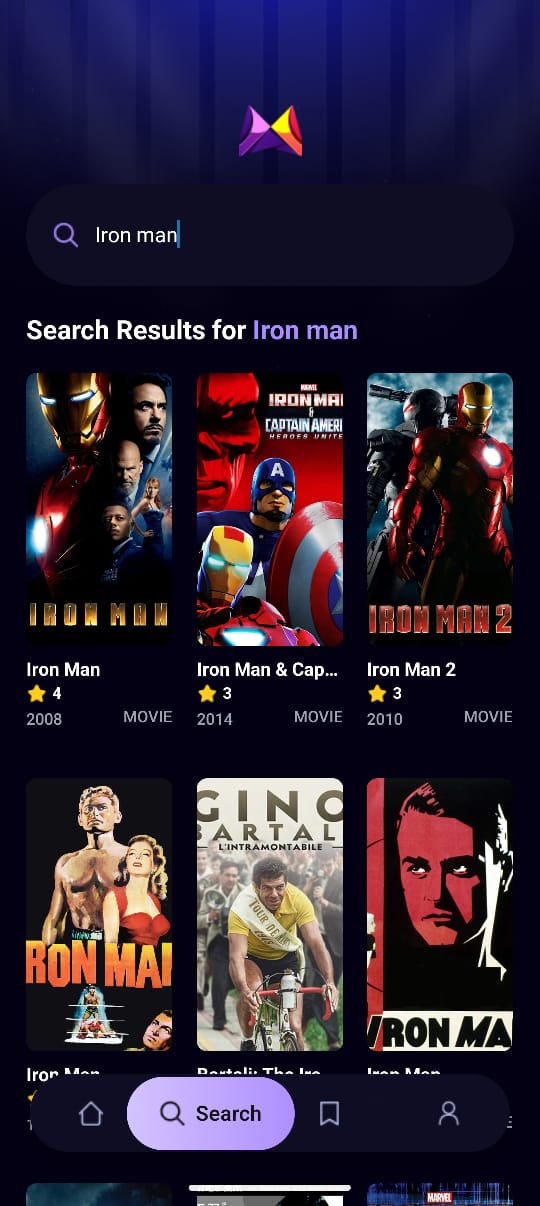 Iron man
Search Results for Iron man
IRON MAN
MARVEL
IRON MAN
&
CAPTAIN AMERI
HEROES UNITE
A
IRON MAN 2
Iron Man
4
2008 MOVIE
Iron Man & Cap...
3
2014 MOVIE
Iron Man 2
3
2010 MOVIE
IRON MAN
GINO
BARTALI
L'INTRAMONTABILE
TOUR DE
IRON MA
Iron Man
Bartali: The Iro
Iron Man
Search
MARVEL